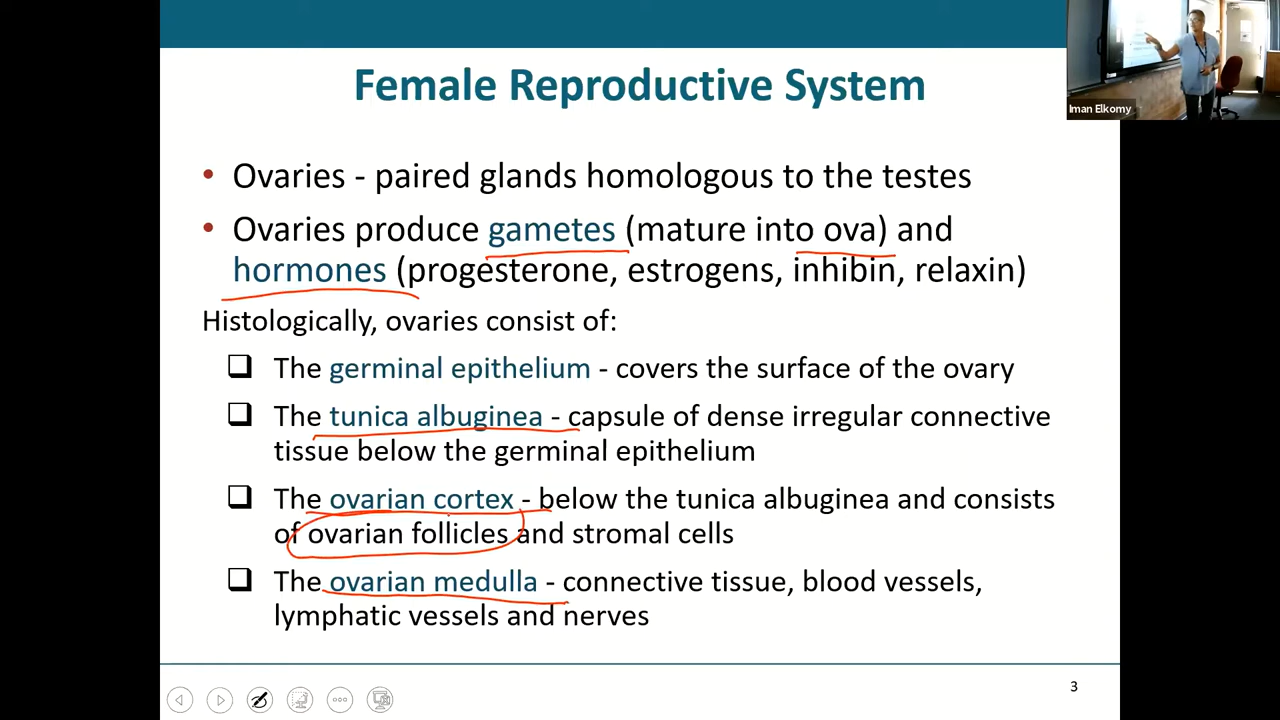 Female Reproductive System
Iman Elkomy
• Ovaries - paired glands homologous to the testes
• Ovaries produce gametes (mature into ova) and
hormones (progesterone, estrogens, inhibin, relaxin)
Histologically, ovaries consist of:
❑ The germinal epithelium - covers the surface of the ovary
❑ The tunica albuginea - capsule of dense irregular connective
tissue below the germinal epithelium
❑ The ovarian cortex - below the tunica albuginea and consists
of ovarian follicles and stromal cells
❑ The ovarian medulla - connective tissue, blood vessels,
lymphatic vessels and nerves
3